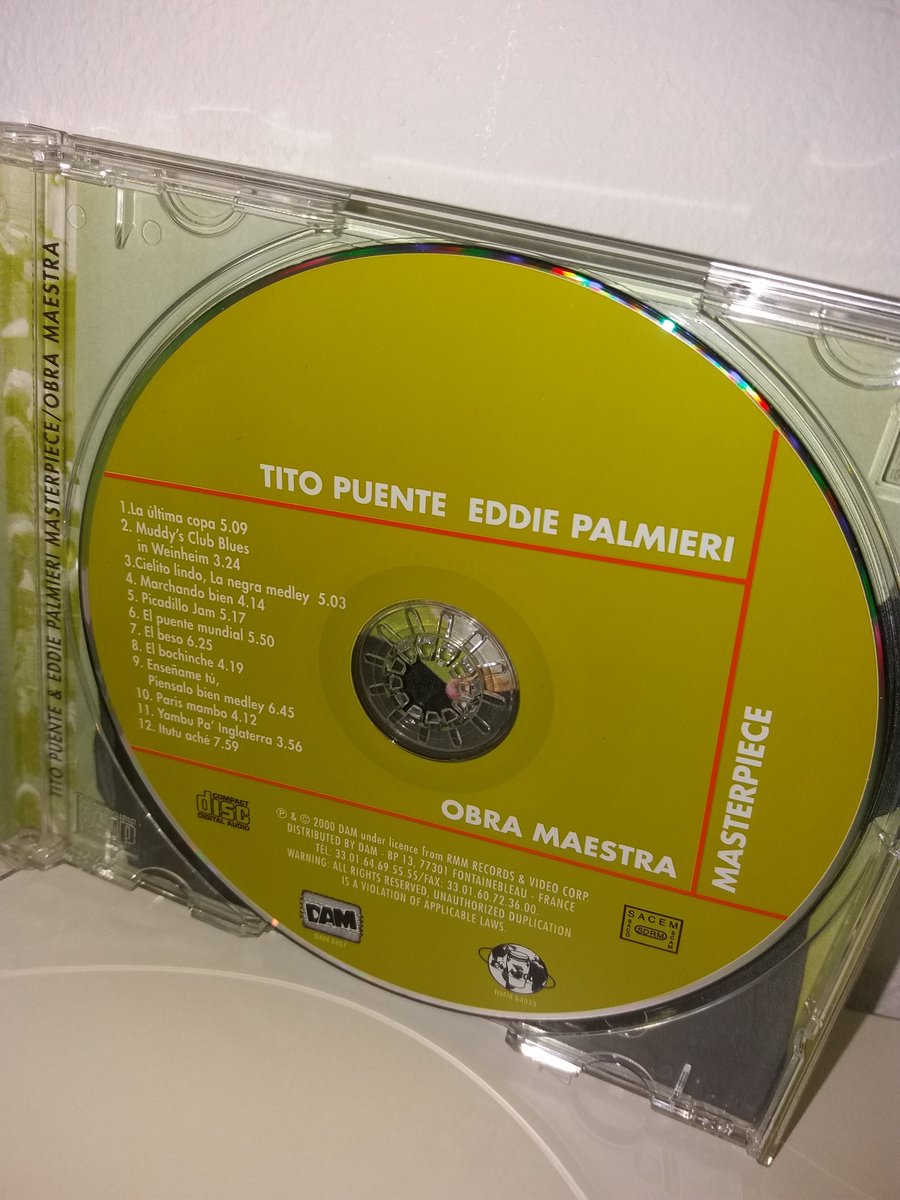 TITO PUENTE & EDDIE PALMIERI MASTERPIECE/OBRA MAESTRA
TITO PUENTE EDDIE PALMIERI
1.La última copa 5.09
2. Muddy's Club Blues
in Weinheim 3.24
3.Cielito lindo, La negra medley 5.03
4. Marchando bien 4.14
5. Picadillo Jam 5.17
6. El puente mundial 5.50
7. El beso 6.25
8. El bochinche 4.19
9. Enseñame tú,
Piensalo bien medley 6.45
10. Paris mambo 4.12
11. Yambu Pa' Inglaterra 3.56
12. Itutu aché 7.59
OBRA MAESTRA
MASTERPIECE
COMPACT
disc
DIGITAL AUDIO
℗ & © 2000 DAM under licence from RMM RECORDS & VIDEO CORP.
DISTRIBUTED BY DAM - BP 13, 77301 FONTAINEBLEAU - FRANCE
TEL: 33.01.64.69.55.55/FAX: 33.01.60.72.36.00.
WARNING: ALL RIGHTS RESERVED. UNAUTHORIZED DUPLICATION
IS A VIOLATION OF APPLICABLE LAWS.
DAM
DAM 2457
SACEM
SDRM
RMM 84033